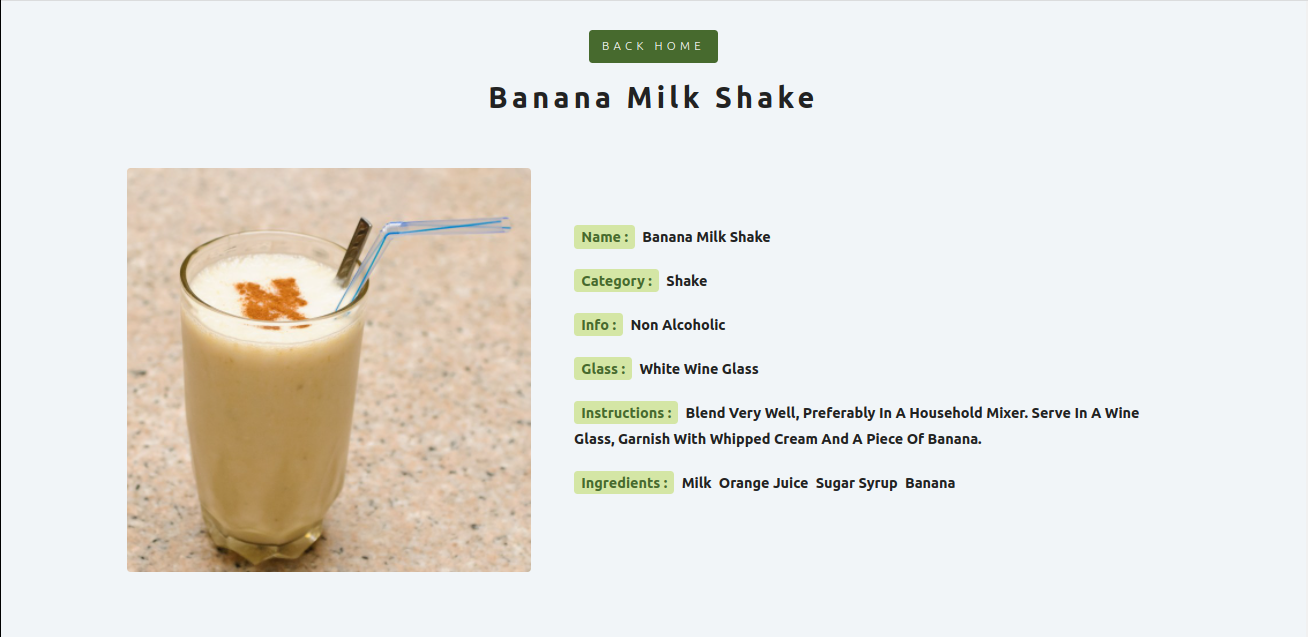 BACK HOME
Banana Milk Shake
Name : Banana Milk Shake
Category : Shake
Info : Non Alcoholic
Glass : White Wine Glass
Instructions : Blend Very Well, Preferably In A Household Mixer. Serve In A Wine
Glass, Garnish With Whipped Cream And A Piece Of Banana.
Ingredients : Milk Orange Juice Sugar Syrup Banana